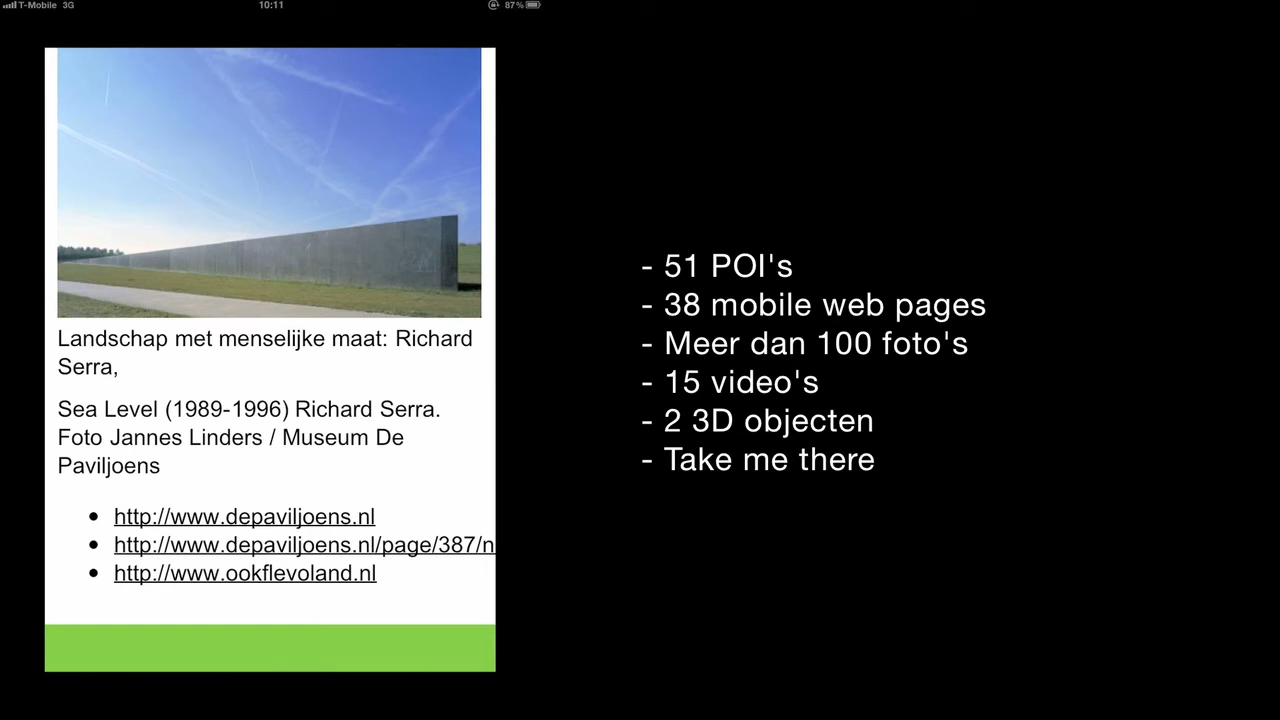 T-Mobile 3G 10:11 87%
Landschap met menselijke maat: Richard
Serra,
Sea Level (1989-1996) Richard Serra.
Foto Jannes Linders / Museum De
Paviljoens
http://www.depaviljoens.nl
http://www.depaviljoens.nl/page/387/n
http://www.ookflevoland.nl
- 51 POI's
- 38 mobile web pages
- Meer dan 100 foto's
- 15 video's
- 2 3D objecten
- Take me there